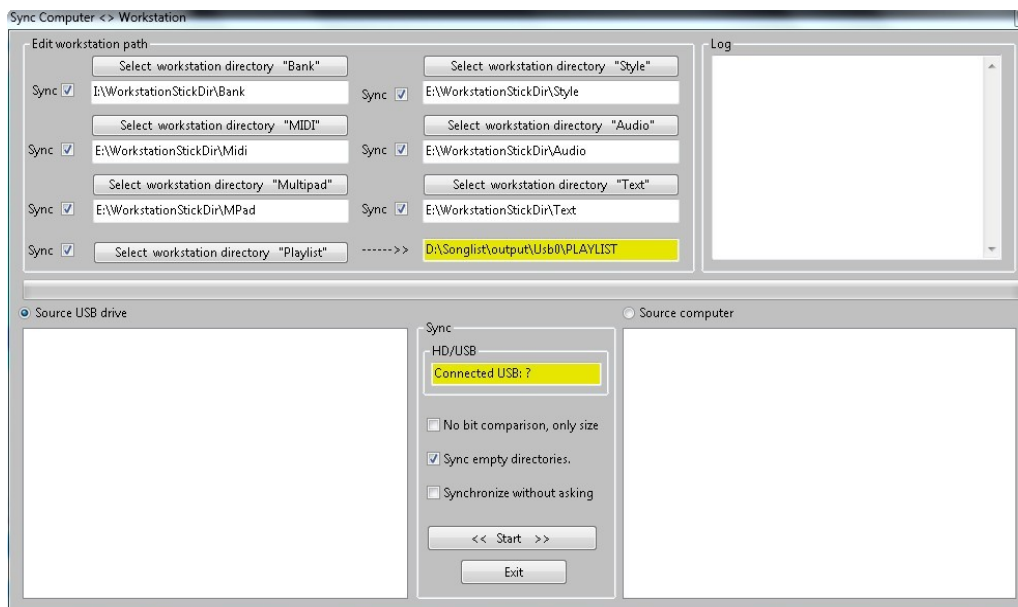 Sync Computer <> Workstation
Edit workstation path
Select workstation directory "Bank"
Sync
I:\WorkstationStickDir\Bank
Select workstation directory "Style"
Sync
E:\WorkstationStickDir\Style
Select workstation directory "MIDI"
Sync
E:\WorkstationStickDir\Midi
Select workstation directory "Audio"
Sync
E:\WorkstationStickDir\Audio
Select workstation directory "Multipad"
Sync
E:\WorkstationStickDir\MPad
Select workstation directory "Text"
Sync
E:\WorkstationStickDir\Text
Sync
Select workstation directory "Playlist"
------>>
D:\Songlist\output\Usb0\PLAYLIST
Log
Source USB drive
Sync
HD/USB
Connected USB: ?
No bit comparison, only size
Sync empty directories.
Synchronize without asking
<< Start >>
Exit
Source computer